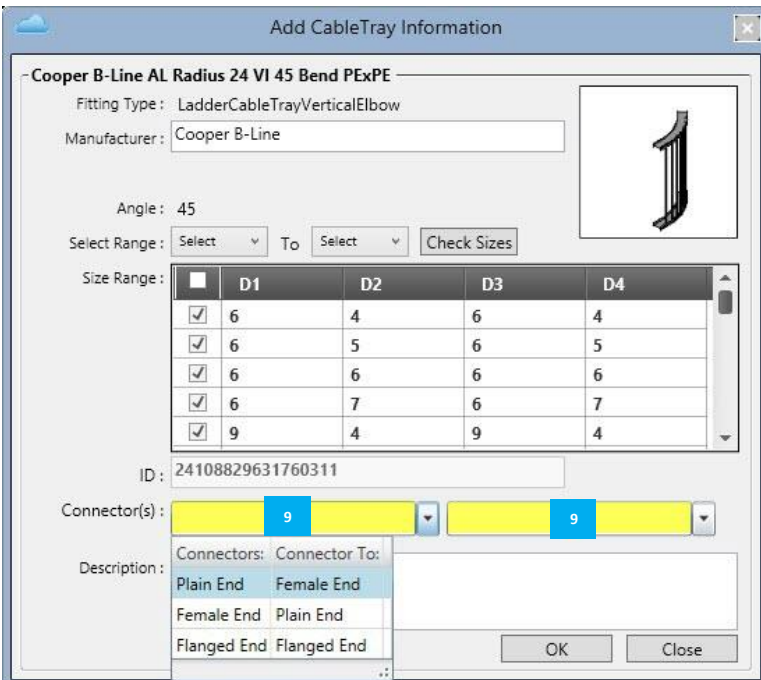 Add CableTray Information
Cooper B-Line AL Radius 24 VI 45 Bend PExPE
Fitting Type : LadderCableTrayVerticalElbow
Manufacturer : Cooper B-Line
Angle : 45
Select Range : Select To Select Check Sizes
Size Range :
D1 D2 D3 D4
6 4 6 4
6 5 6 5
6 6 6 6
6 7 6 7
9 4 9 4
ID : 24108829631760311
Connector(s) : 9 9
Connectors: Connector To:
Description :
Plain End Female End
Female End Plain End
Flanged End Flanged End
OK Close